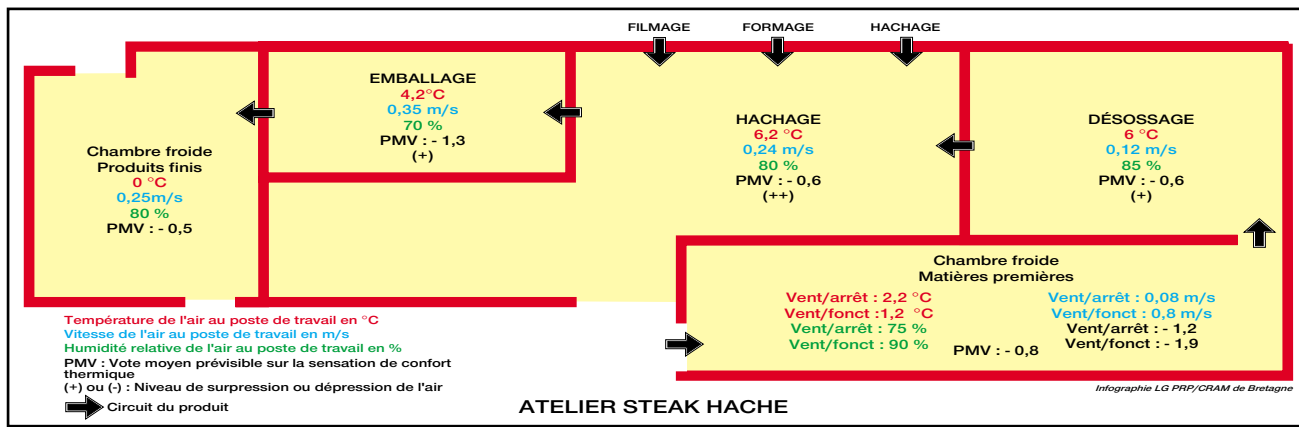 FILMAGE
FORMAGE
HACHAGE
EMBALLAGE
4,2°C
0,35 m/s
70 %
PMV : - 1,3
(+)
HACHAGE
6,2 °C
0,24 m/s
80 %
PMV : - 0,6
(++)
DÉSOSSAGE
6 °C
0,12 m/s
85 %
PMV : - 0,6
(+)
Chambre froide
Produits finis
0 °C
0,25m/s
80 %
PMV : - 0,5
Chambre froide
Matières premières
Vent/arrêt : 2,2 °C
Vent/fonct :1,2 °C
Vent/arrêt : 75 %
Vent/fonct : 90 %
PMV : - 0,8
Vent/arrêt : 0,08 m/s
Vent/fonct : 0,8 m/s
Vent/arrêt : - 1,2
Vent/fonct : - 1,9
Température de l'air au poste de travail en °C
Vitesse de l'air au poste de travail en m/s
Humidité relative de l'air au poste de travail en %
PMV : Vote moyen prévisible sur la sensation de confort
thermique
(+) ou (-) : Niveau de surpression ou dépression de l'air
Circuit du produit
ATELIER STEAK HACHE
Infographie LG PRP/CRAM de Bretagne